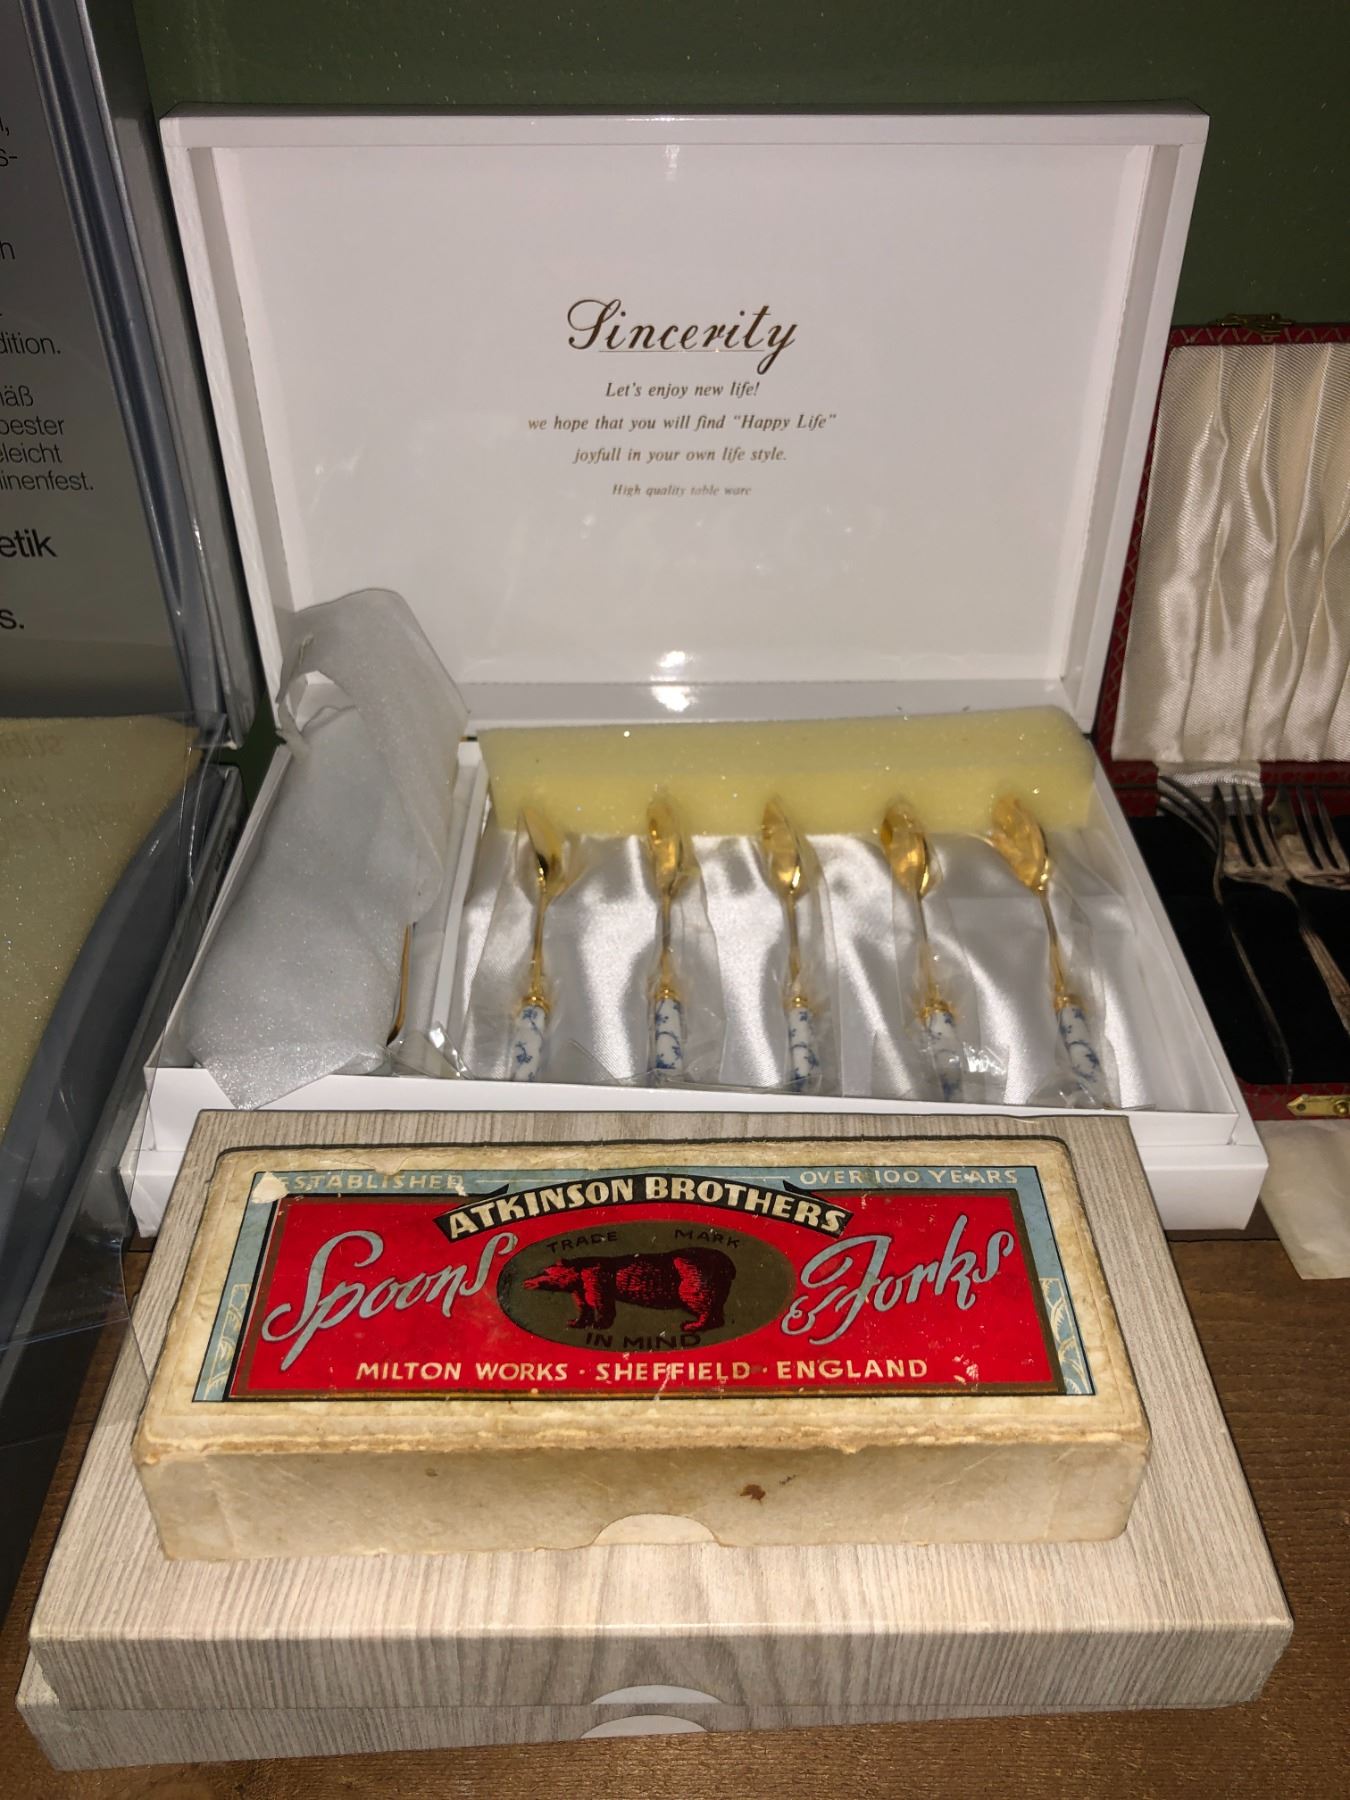 Sincerity
Let's enjoy new life!
we hope that you will find "Happy Life"
joyfull in your own life style.
High quality table ware
dition.
mäß
bester
eleicht
inenfest.
etik
s.
ESTABLISHED
OVER 100 YEARS
ATKINSON BROTHERS
TRADE MARK
Spoons & Forks
IN MIND
MILTON WORKS · SHEFFIELD · ENGLAND